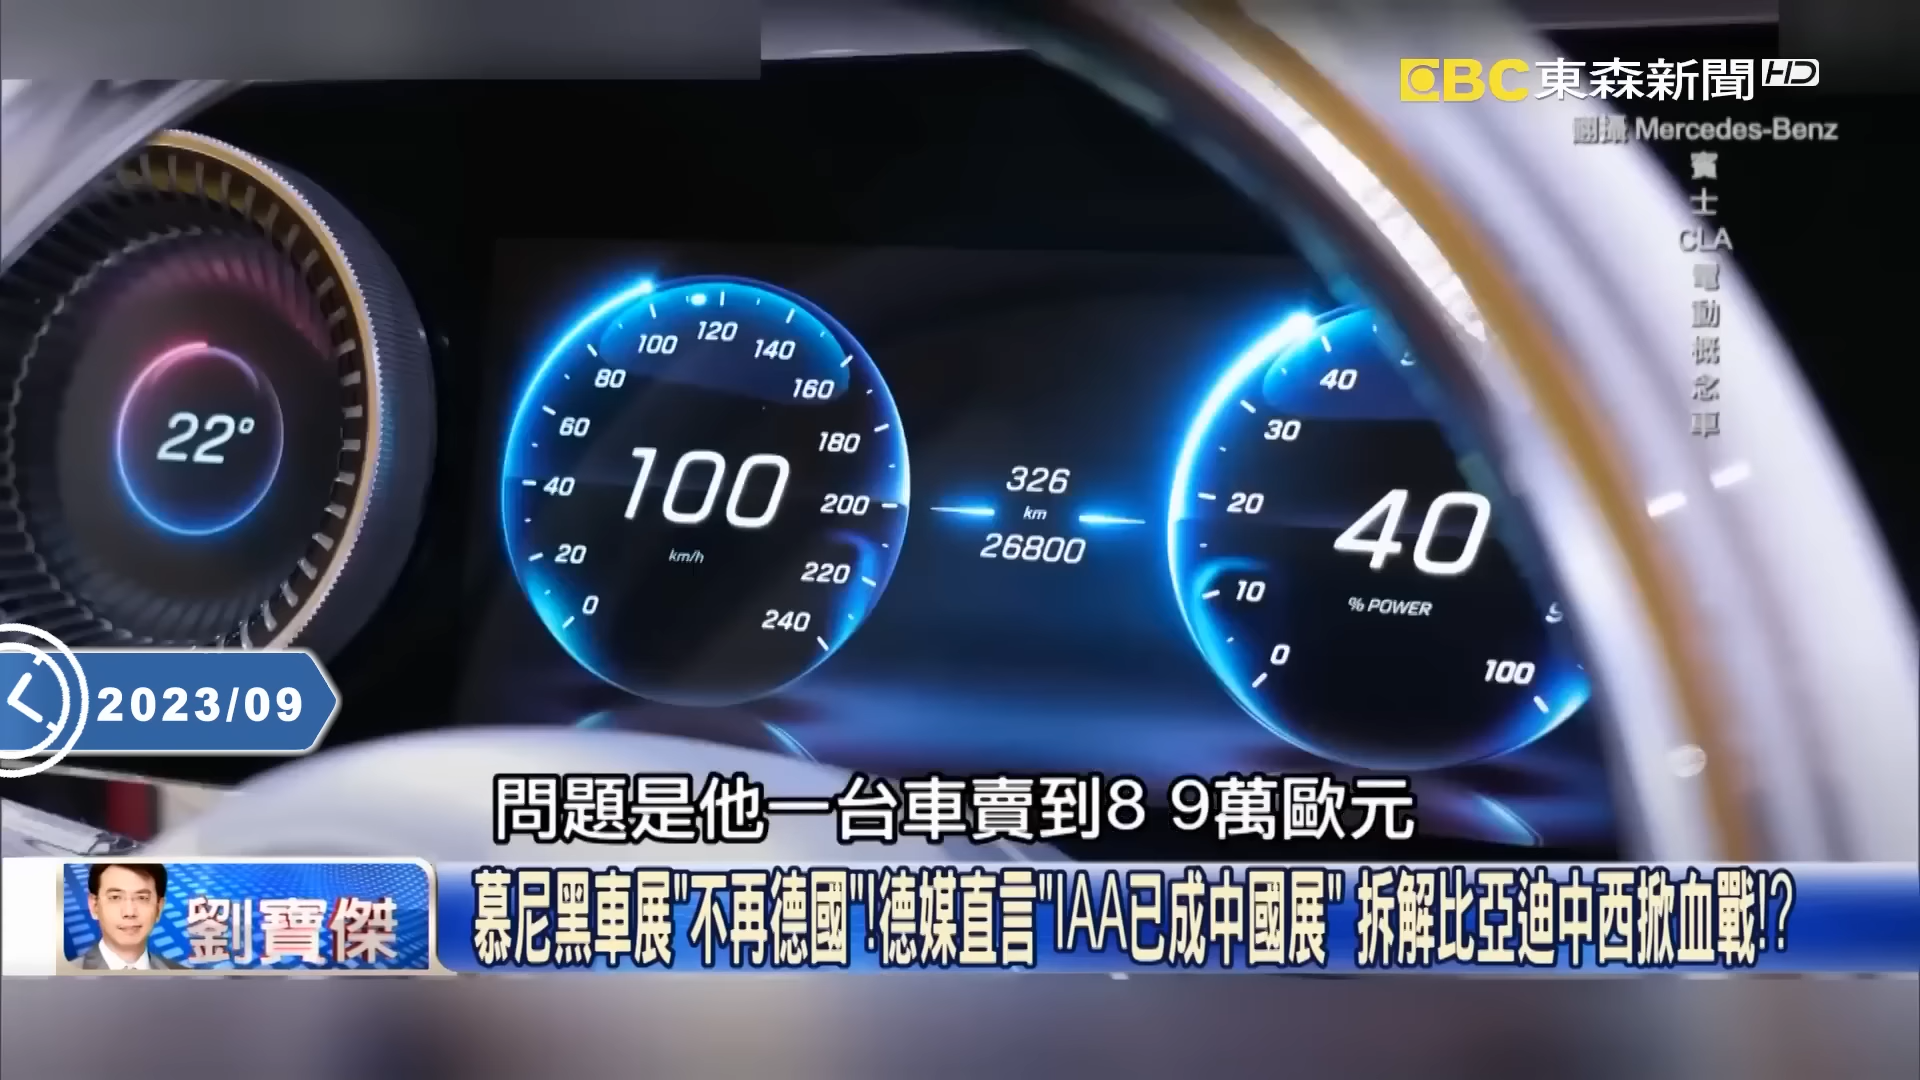 EBC東森新聞HD
翻攝 Mercedes-Benz
賓士CLA電動概念車
22°
0
20
40
60
80
100
120
140
160
180
200
220
240
100
km/h
326
km
26800
0
10
20
30
40
100
40
% POWER
2023/09
問題是他一台車賣到8 9萬歐元
劉寶傑
慕尼黑車展"不再德國"!德媒直言"IAA已成中國展" 拆解比亞迪中西掀血戰!?